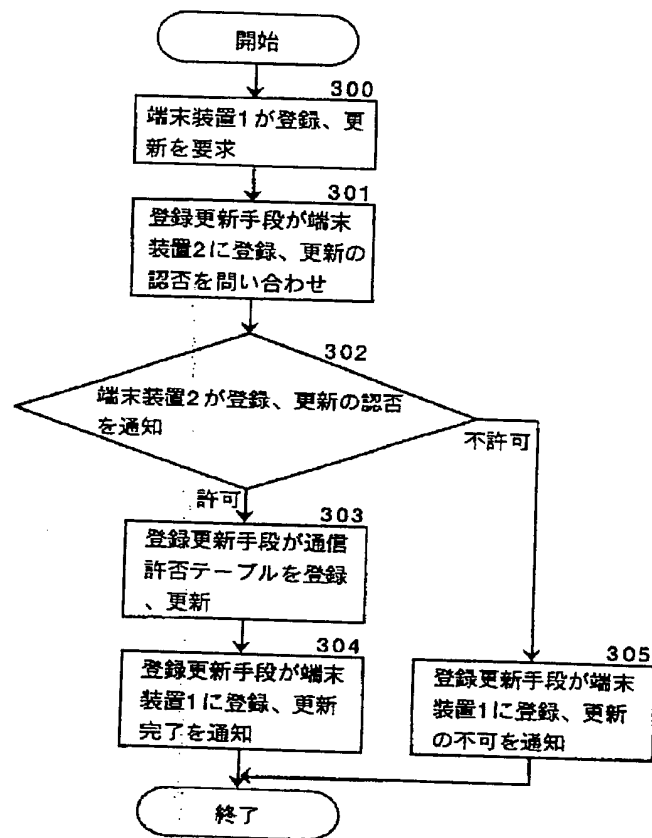 開始
300
端末装置1が登録、更
新を要求
301
登録更新手段が端末
装置2に登録、更新の
認否を問い合わせ
302
端末装置2が登録、更新の認否
を通知
不許可
許可
303
登録更新手段が通信
許否テーブルを登録
、更新
304
登録更新手段が端末
装置1に登録、更新
完了を通知
305
登録更新手段が端末
装置1に登録、更新
の不可を通知
終了